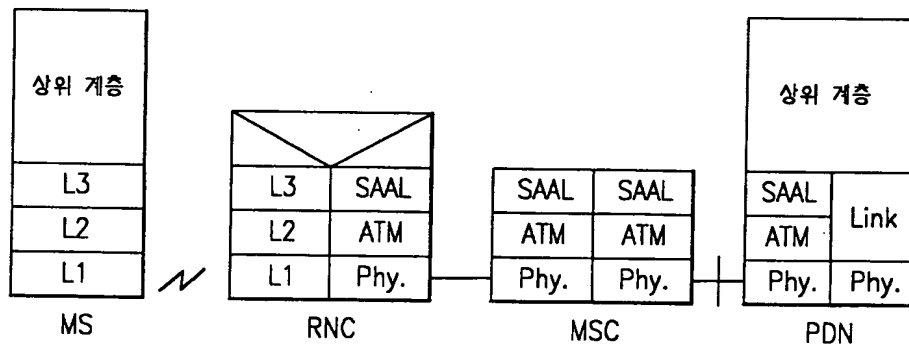 상위 계층
L3
L2
L1
MS
L3 SAAL
L2 ATM
L1 Phy.
RNC
SAAL SAAL
ATM ATM
Phy. Phy.
MSC
상위 계층
SAAL
Link
ATM
Phy. Phy.
PDN